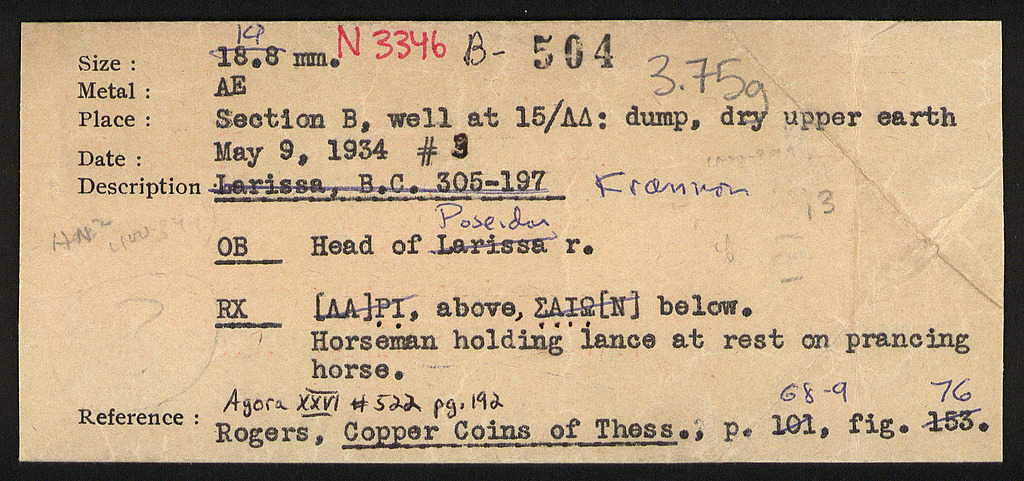 19
Size : 18.8 mm. N 3346 B- 504
3.75g
Metal : AE
Place : Section B, well at 15/ΛΔ: dump, dry upper earth
Date : May 9, 1934 # 3
Description Larissa, B.C. 305-197 Krannon
13
HN²
Poseidon
OB Head of Larissa r.
RX [ΛΑ]ΡΙ, above, ΣΑΙΩ[Ν] below.
Horseman holding lance at rest on prancing
horse.
Agora XXVI #522 pg. 192
68-9 76
Reference : Rogers, Copper Coins of Thess., p. 101, fig. 153.